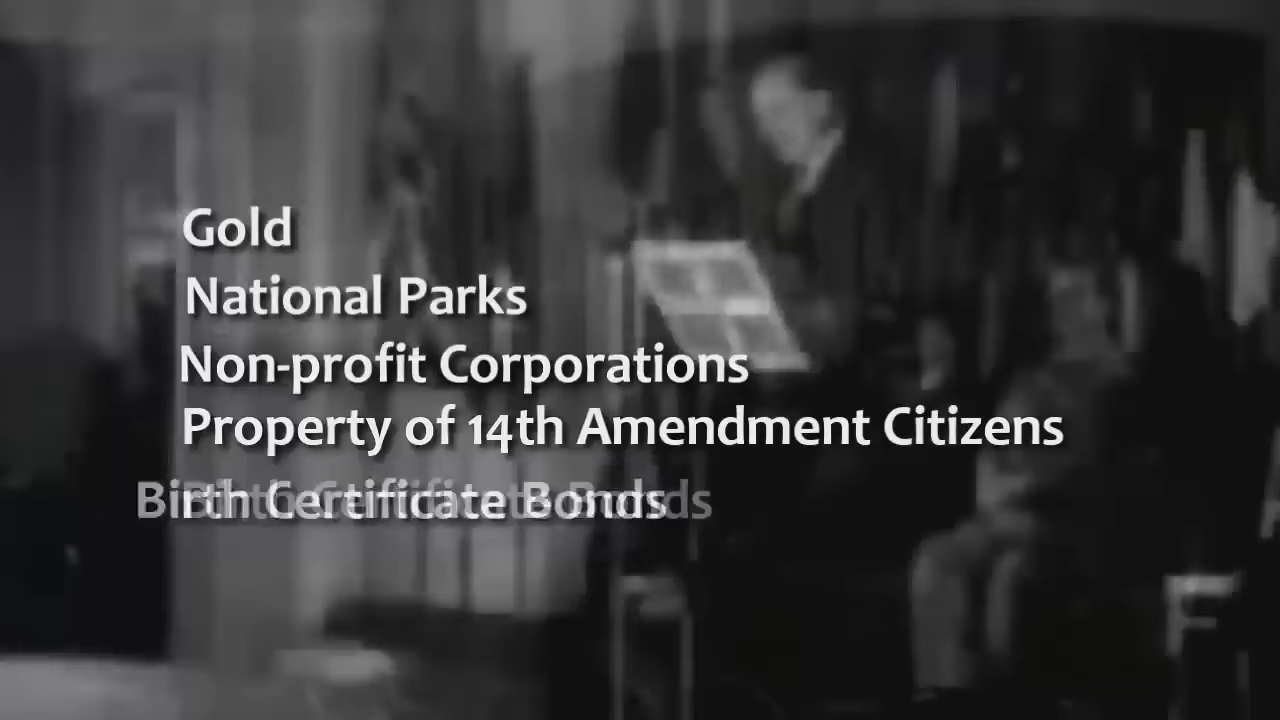 Gold
National Parks
Non-profit Corporations
Property of 14th Amendment Citizens
Birth Certificate Bonds